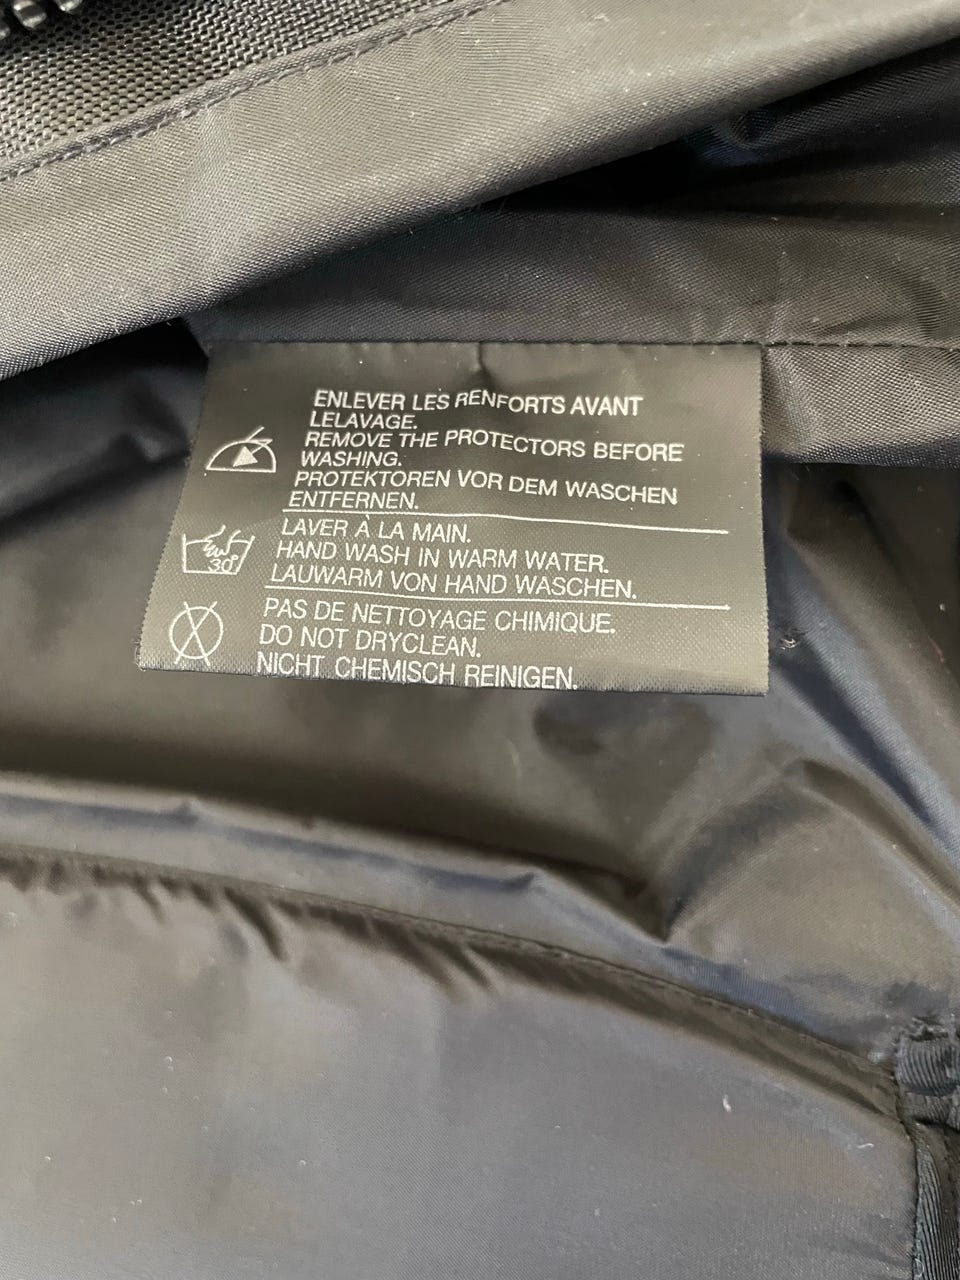 ENLEVER LES RENFORTS AVANT
LELAVAGE.
REMOVE THE PROTECTORS BEFORE
WASHING.
PROTEKTOREN VOR DEM WASCHEN
ENTFERNEN.
LAVER À LA MAIN.
HAND WASH IN WARM WATER.
LAUWARM VON HAND WASCHEN.
30°
PAS DE NETTOYAGE CHIMIQUE.
DO NOT DRYCLEAN.
NICHT CHEMISCH REINIGEN.